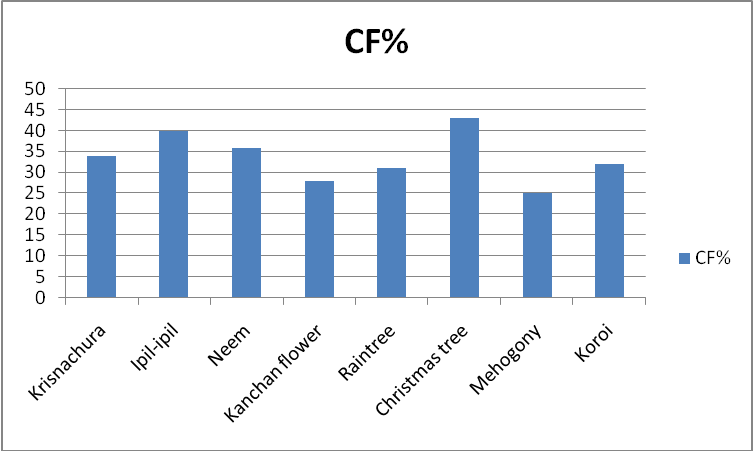 CF%
50
45
40
35
30
25
20
15
10
5
0
CF%
Krisnachura
Ipil-ipil
Neem
Kanchan flower
Raintree
Christmas tree
Mehogony
Koroi